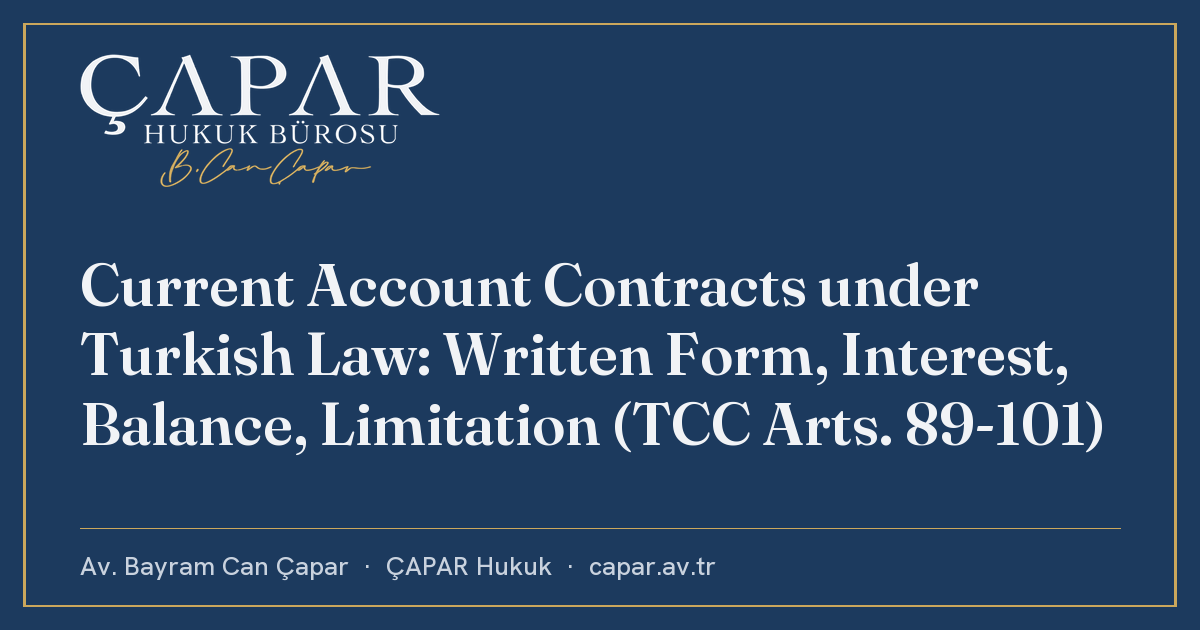 ÇAPAR
HUKUK BÜROSU
B.Can Çapar
Current Account Contracts under
Turkish Law: Written Form, Interest,
Balance, Limitation (TCC Arts. 89-101)
Av. Bayram Can Çapar · ÇAPAR Hukuk · capar.av.tr